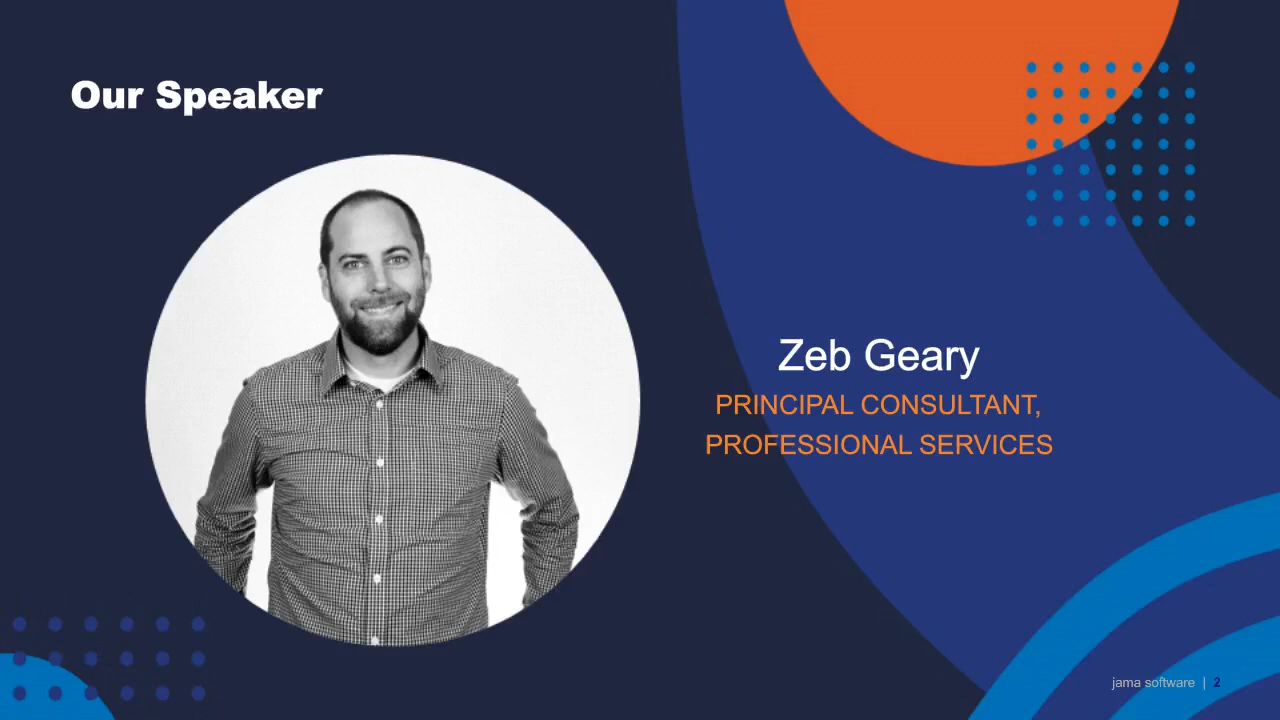 Our Speaker
Zeb Geary
PRINCIPAL CONSULTANT,
PROFESSIONAL SERVICES
jama software | 2